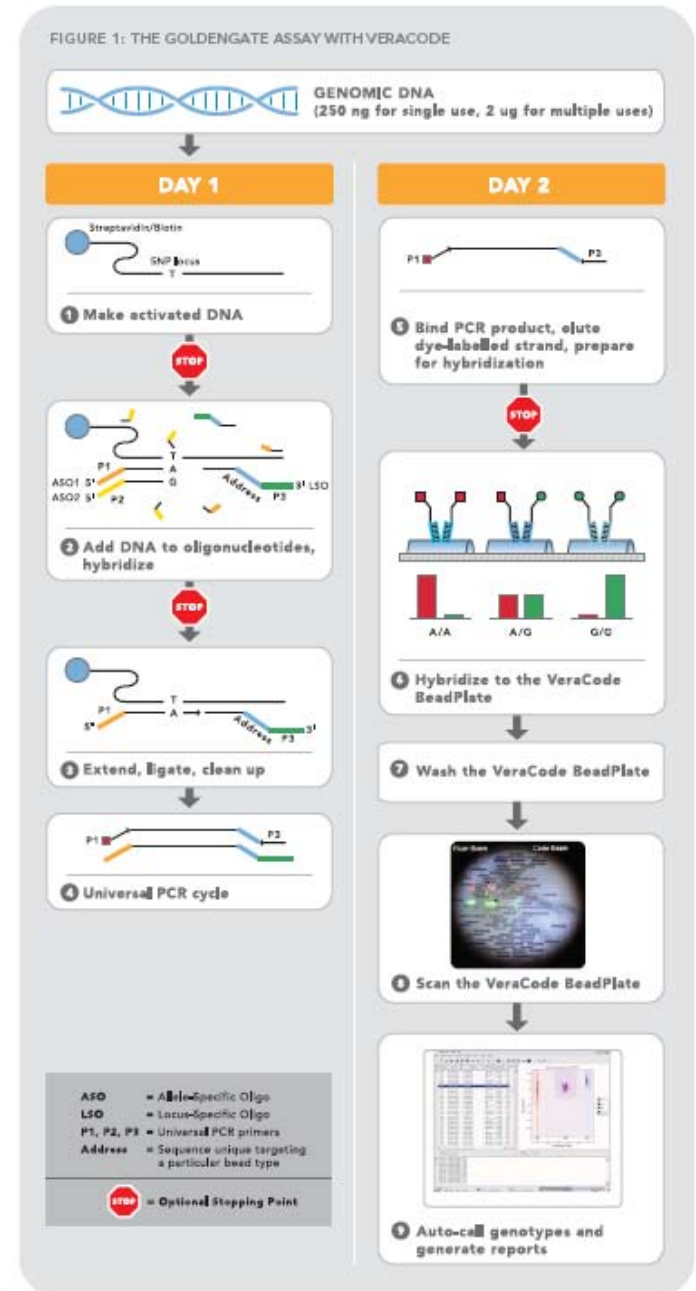 FIGURE 1: THE GOLDENGATE ASSAY WITH VERACODE
GENOMIC DNA
(250 ng for single use, 2 ug for multiple uses)
DAY 1
Streptavidin/Biotin
SNP locus
T
1 Make activated DNA
STOP
T
P1
A
ASO1 5'
G
Address
3' LSO
ASO2 5'
P2
P3
2 Add DNA to oligonucleotides,
hybridize
STOP
T
P1
A
5'
Address
P3
3'
3 Extend, ligate, clean up
P1
P3
4 Universal PCR cycle
ASO = Allele-Specific Oligo
LSO = Locus-Specific Oligo
P1, P2, P3 = Universal PCR primers
Address = Sequence unique targeting
a particular bead type
STOP = Optional Stopping Point
DAY 2
P1
P3
5 Bind PCR product, elute
dye-labelled strand, prepare
for hybridization
STOP
A/A
A/G
G/G
6 Hybridize to the VeraCode
BeadPlate
7 Wash the VeraCode BeadPlate
Code Beam
8 Scan the VeraCode BeadPlate
9 Auto-call genotypes and
generate reports